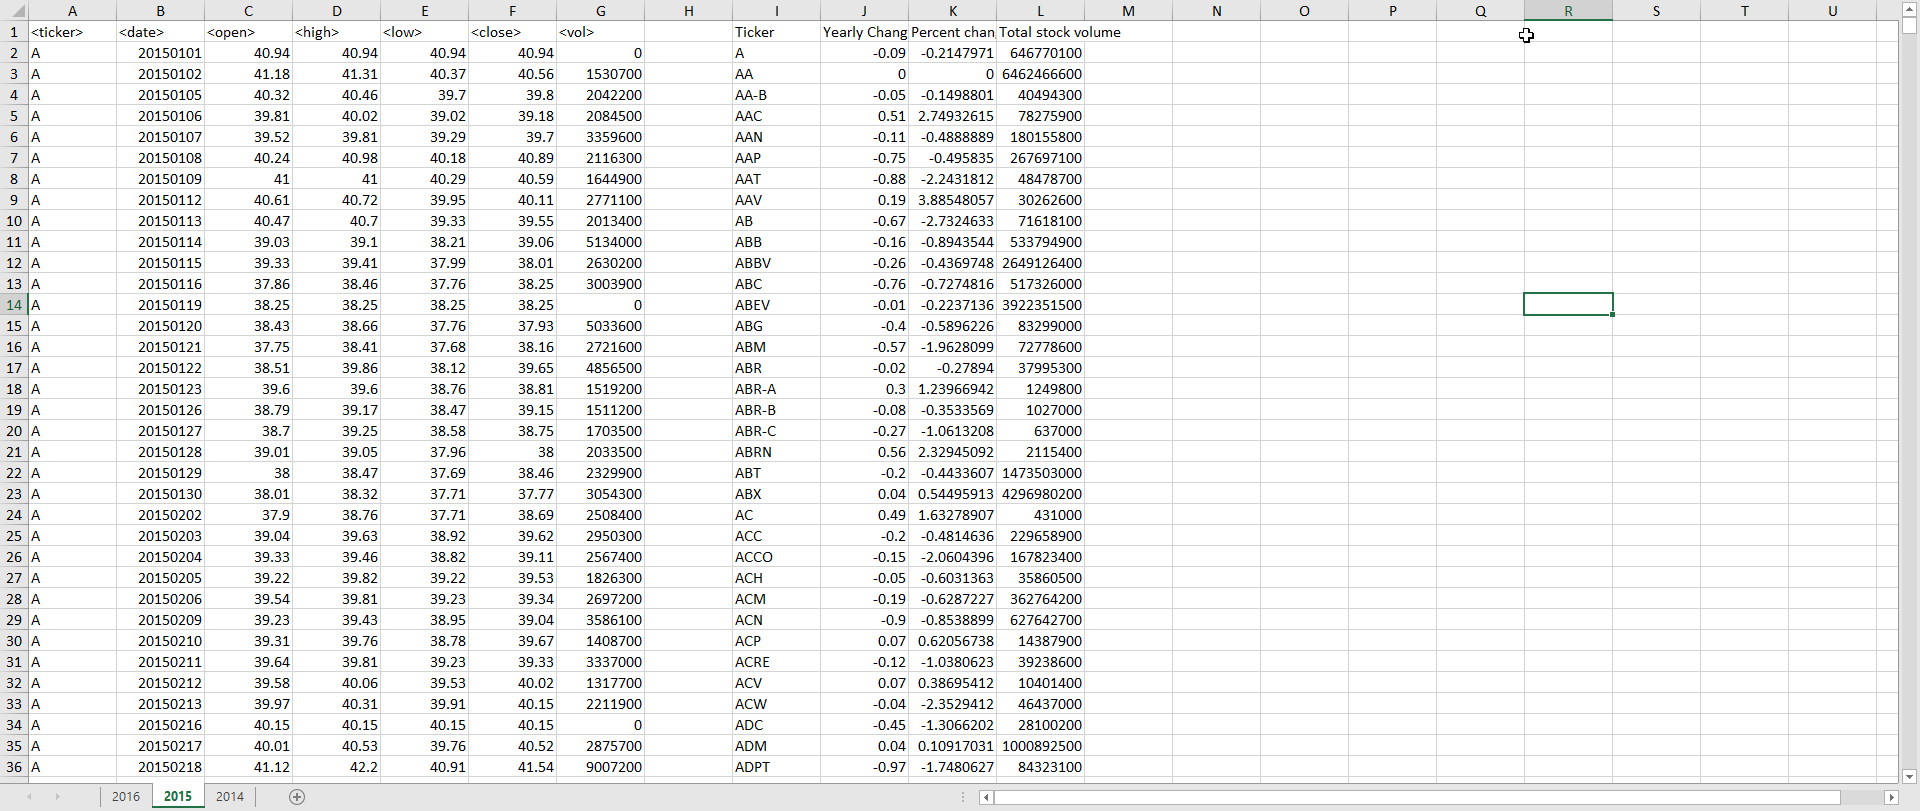 A B C D E F G H I J K L M N O P Q R S T U
1 <ticker> <date> <open> <high> <low> <close> <vol> Ticker Yearly Chang Percent chan Total stock volume
2 A 20150101 40.94 40.94 40.94 40.94 0 A -0.09 -0.2147971 646770100
3 A 20150102 41.18 41.31 40.37 40.56 1530700 AA 0 0 6462466600
4 A 20150105 40.32 40.46 39.7 39.8 2042200 AA-B -0.05 -0.1498801 40494300
5 A 20150106 39.81 40.02 39.02 39.18 2084500 AAC 0.51 2.74932615 78275900
6 A 20150107 39.52 39.81 39.29 39.7 3359600 AAN -0.11 -0.4888889 180155800
7 A 20150108 40.24 40.98 40.18 40.89 2116300 AAP -0.75 -0.495835 267697100
8 A 20150109 41 41 40.29 40.59 1644900 AAT -0.88 -2.2431812 48478700
9 A 20150112 40.61 40.72 39.95 40.11 2771100 AAV 0.19 3.88548057 30262600
10 A 20150113 40.47 40.7 39.33 39.55 2013400 AB -0.67 -2.7324633 71618100
11 A 20150114 39.03 39.1 38.21 39.06 5134000 ABB -0.16 -0.8943544 533794900
12 A 20150115 39.33 39.41 37.99 38.01 2630200 ABBV -0.26 -0.4369748 2649126400
13 A 20150116 37.86 38.46 37.76 38.25 3003900 ABC -0.76 -0.7274816 517326000
14 A 20150119 38.25 38.25 38.25 38.25 0 ABEV -0.01 -0.2237136 3922351500
15 A 20150120 38.43 38.66 37.76 37.93 5033600 ABG -0.4 -0.5896226 83299000
16 A 20150121 37.75 38.41 37.68 38.16 2721600 ABM -0.57 -1.9628099 72778600
17 A 20150122 38.51 39.86 38.12 39.65 4856500 ABR -0.02 -0.27894 37995300
18 A 20150123 39.6 39.6 38.76 38.81 1519200 ABR-A 0.3 1.23966942 1249800
19 A 20150126 38.79 39.17 38.47 39.15 1511200 ABR-B -0.08 -0.3533569 1027000
20 A 20150127 38.7 39.25 38.58 38.75 1703500 ABR-C -0.27 -1.0613208 637000
21 A 20150128 39.01 39.05 37.96 38 2033500 ABRN 0.56 2.32945092 2115400
22 A 20150129 38 38.47 37.69 38.46 2329900 ABT -0.2 -0.4433607 1473503000
23 A 20150130 38.01 38.32 37.71 37.77 3054300 ABX 0.04 0.54495913 4296980200
24 A 20150202 37.9 38.76 37.71 38.69 2508400 AC 0.49 1.63278907 431000
25 A 20150203 39.04 39.63 38.92 39.62 2950300 ACC -0.2 -0.4814636 229658900
26 A 20150204 39.33 39.46 38.82 39.11 2567400 ACCO -0.15 -2.0604396 167823400
27 A 20150205 39.22 39.82 39.22 39.53 1826300 ACH -0.05 -0.6031363 35860500
28 A 20150206 39.54 39.81 39.23 39.34 2697200 ACM -0.19 -0.6287227 362764200
29 A 20150209 39.23 39.43 38.95 39.04 3586100 ACN -0.9 -0.8538899 627642700
30 A 20150210 39.31 39.76 38.78 39.67 1408700 ACP 0.07 0.62056738 14387900
31 A 20150211 39.64 39.81 39.23 39.33 3337000 ACRE -0.12 -1.0380623 39238600
32 A 20150212 39.58 40.06 39.53 40.02 1317700 ACV 0.07 0.38695412 10401400
33 A 20150213 39.97 40.31 39.91 40.15 2211900 ACW -0.04 -2.3529412 46437000
34 A 20150216 40.15 40.15 40.15 40.15 0 ADC -0.45 -1.3066202 28100200
35 A 20150217 40.01 40.53 39.76 40.52 2875700 ADM 0.04 0.10917031 1000892500
36 A 20150218 41.12 42.2 40.91 41.54 9007200 ADPT -0.97 -1.7480627 84323100
2016 2015 2014